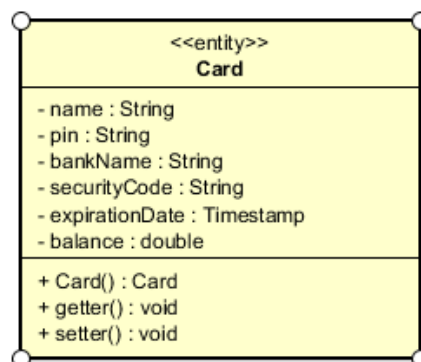 <<entity>>
Card
- name : String
- pin : String
- bankName : String
- securityCode : String
- expirationDate : Timestamp
- balance : double
+ Card() : Card
+ getter() : void
+ setter() : void